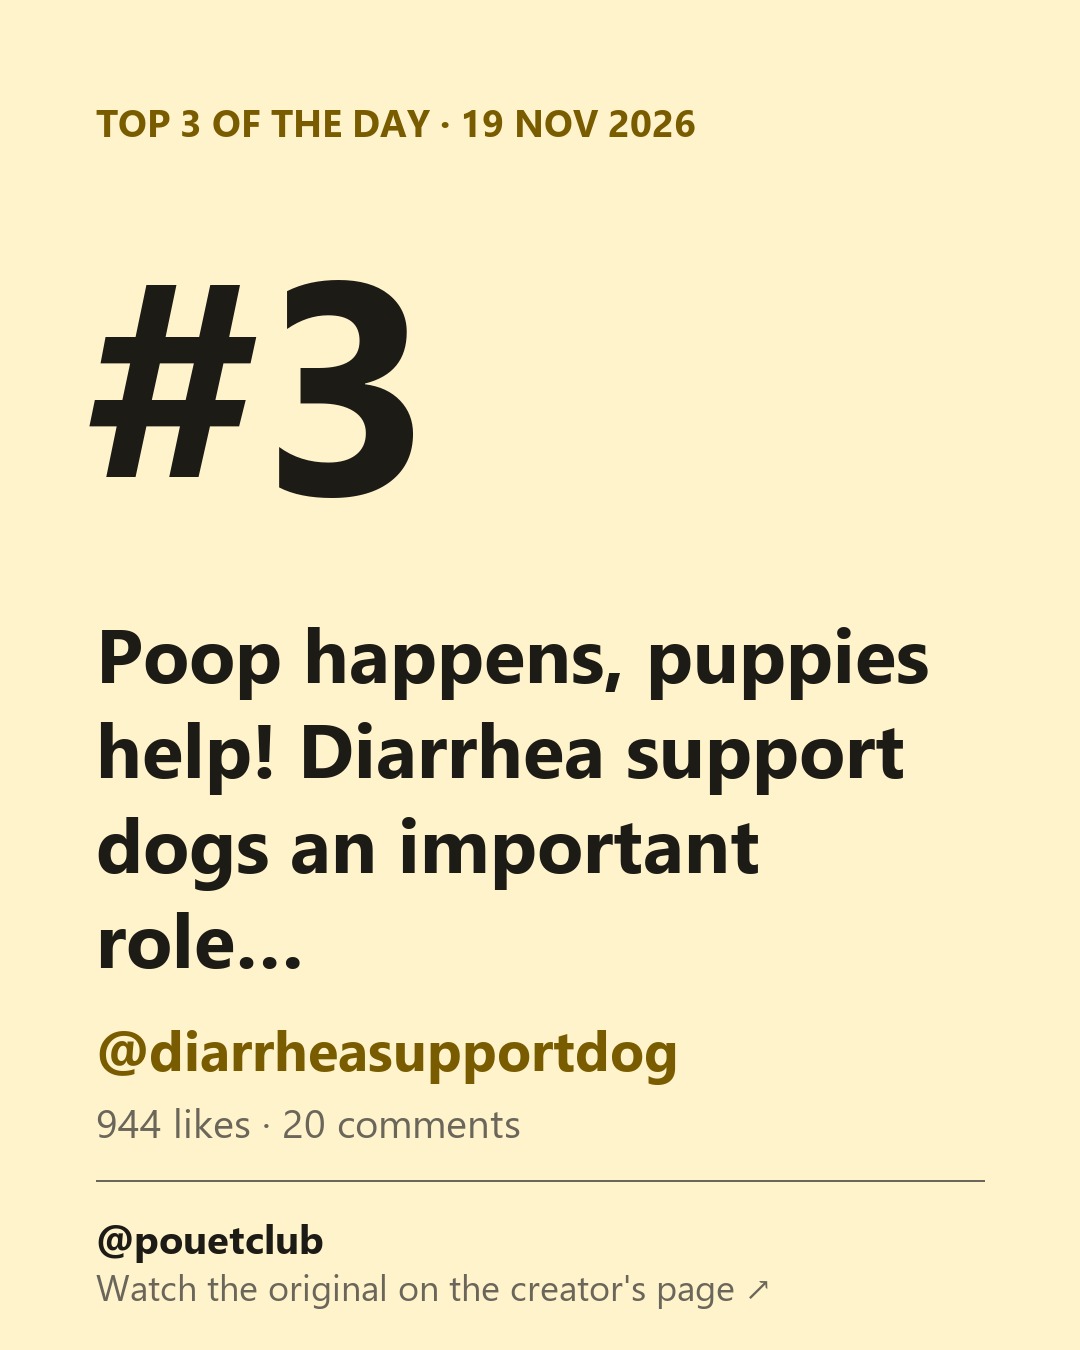 TOP 3 OF THE DAY · 19 NOV 2026
#3
Poop happens, puppies
help! Diarrhea support
dogs an important
role…
@diarrheasupportdog
944 likes · 20 comments
@pouetclub
Watch the original on the creator's page ↗